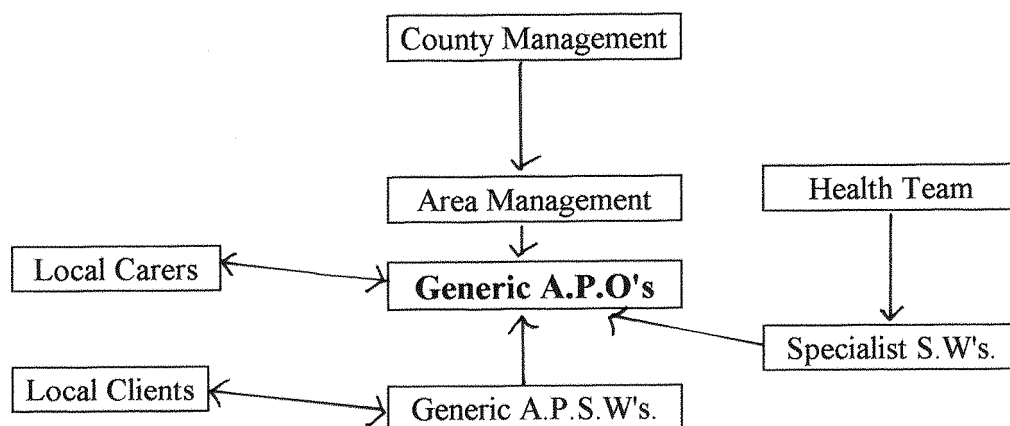 County Management
Area Management
Health Team
Local Carers
Generic A.P.O's
Specialist S.W's.
Local Clients
Generic A.P.S.W's.